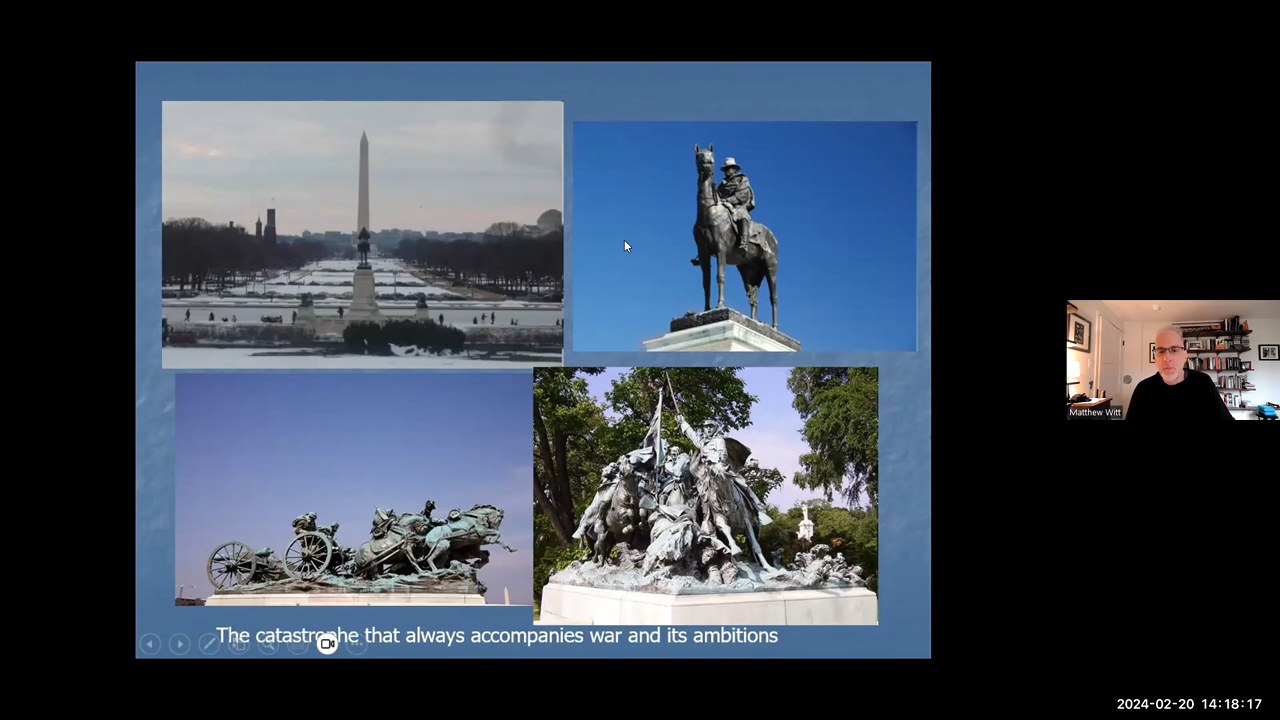 The catastrophe that always accompanies war and its ambitions
Matthew Witt
2024-02-20 14:18:17